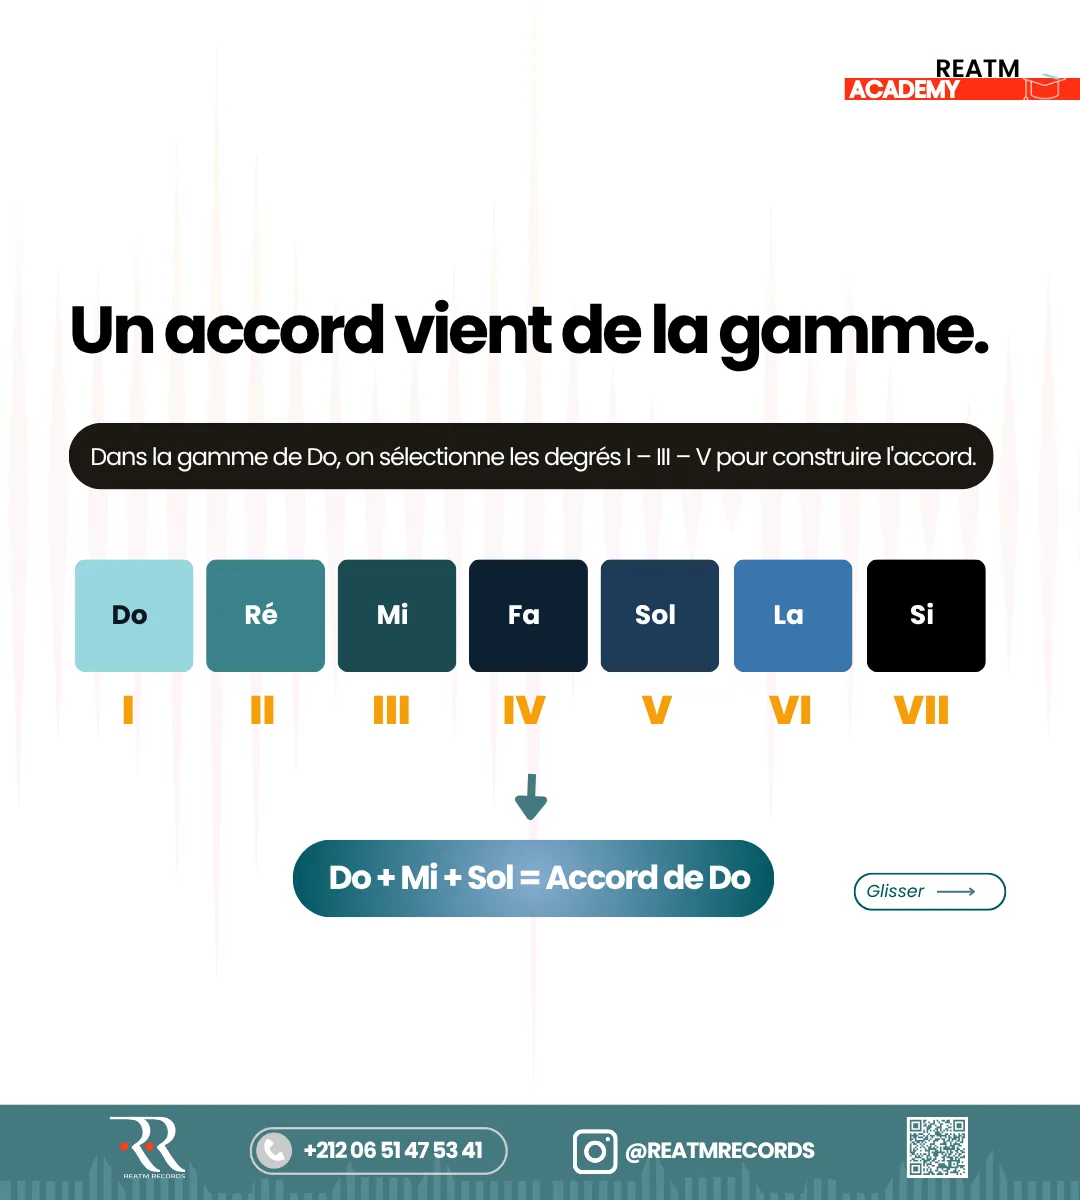 REATM
ACADEMY
Un accord vient de la gamme.
Dans la gamme de Do, on sélectionne les degrés I – III – V pour construire l'accord.
Do Ré Mi Fa Sol La Si
I II III IV V VI VII
Do + Mi + Sol = Accord de Do
Glisser
REATM RECORDS
+212 06 51 47 53 41
@REATMRECORDS